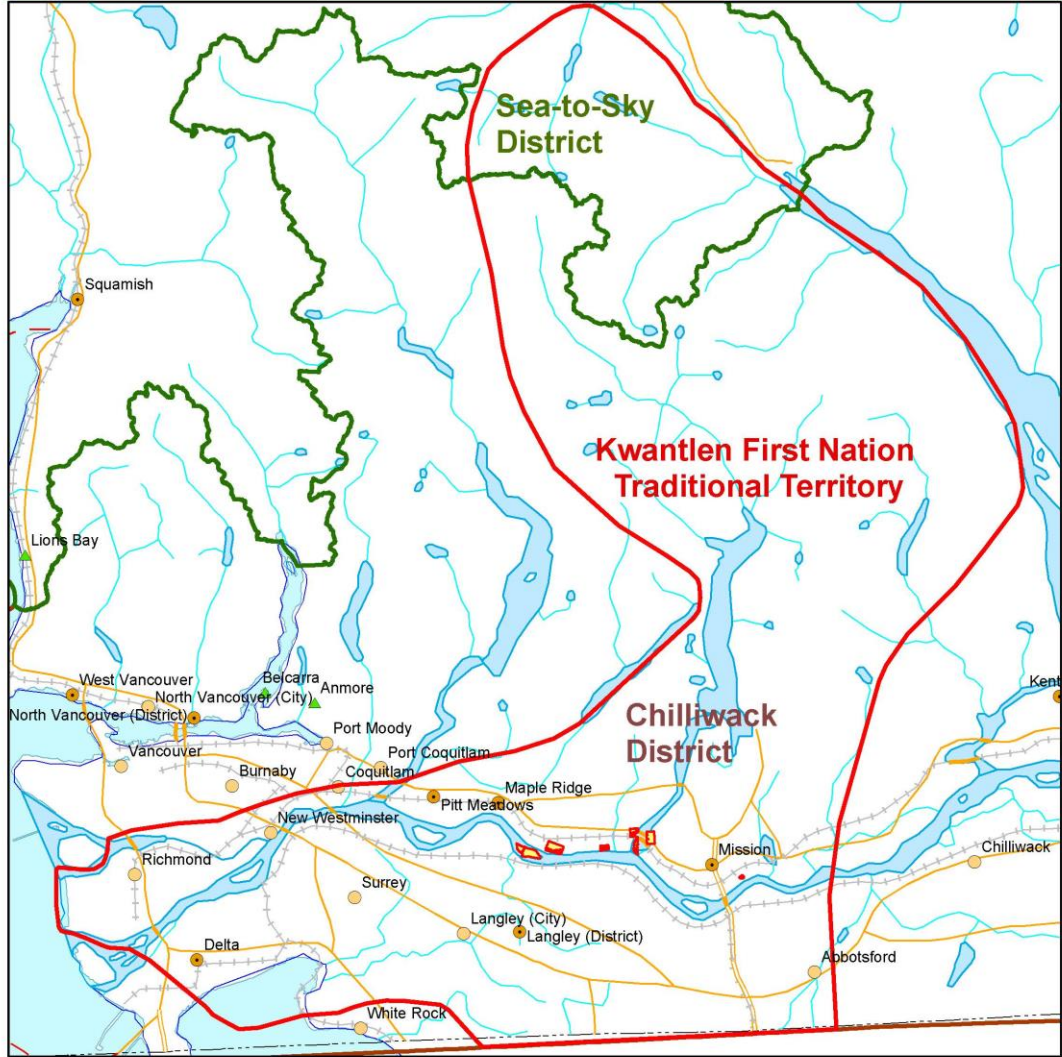 Sea-to-Sky
District
Squamish
Kwantlen First Nation
Traditional Territory
Lions Bay
West Vancouver
Belcarra
North Vancouver (City)
Anmore
North Vancouver (District)
Kent
Chilliwack
District
Port Moody
Vancouver
Port Coquitlam
Burnaby
Coquitlam
Maple Ridge
Pitt Meadows
New Westminster
Richmond
Mission
Chilliwack
Surrey
Langley (City)
Langley (District)
Delta
Abbotsford
White Rock